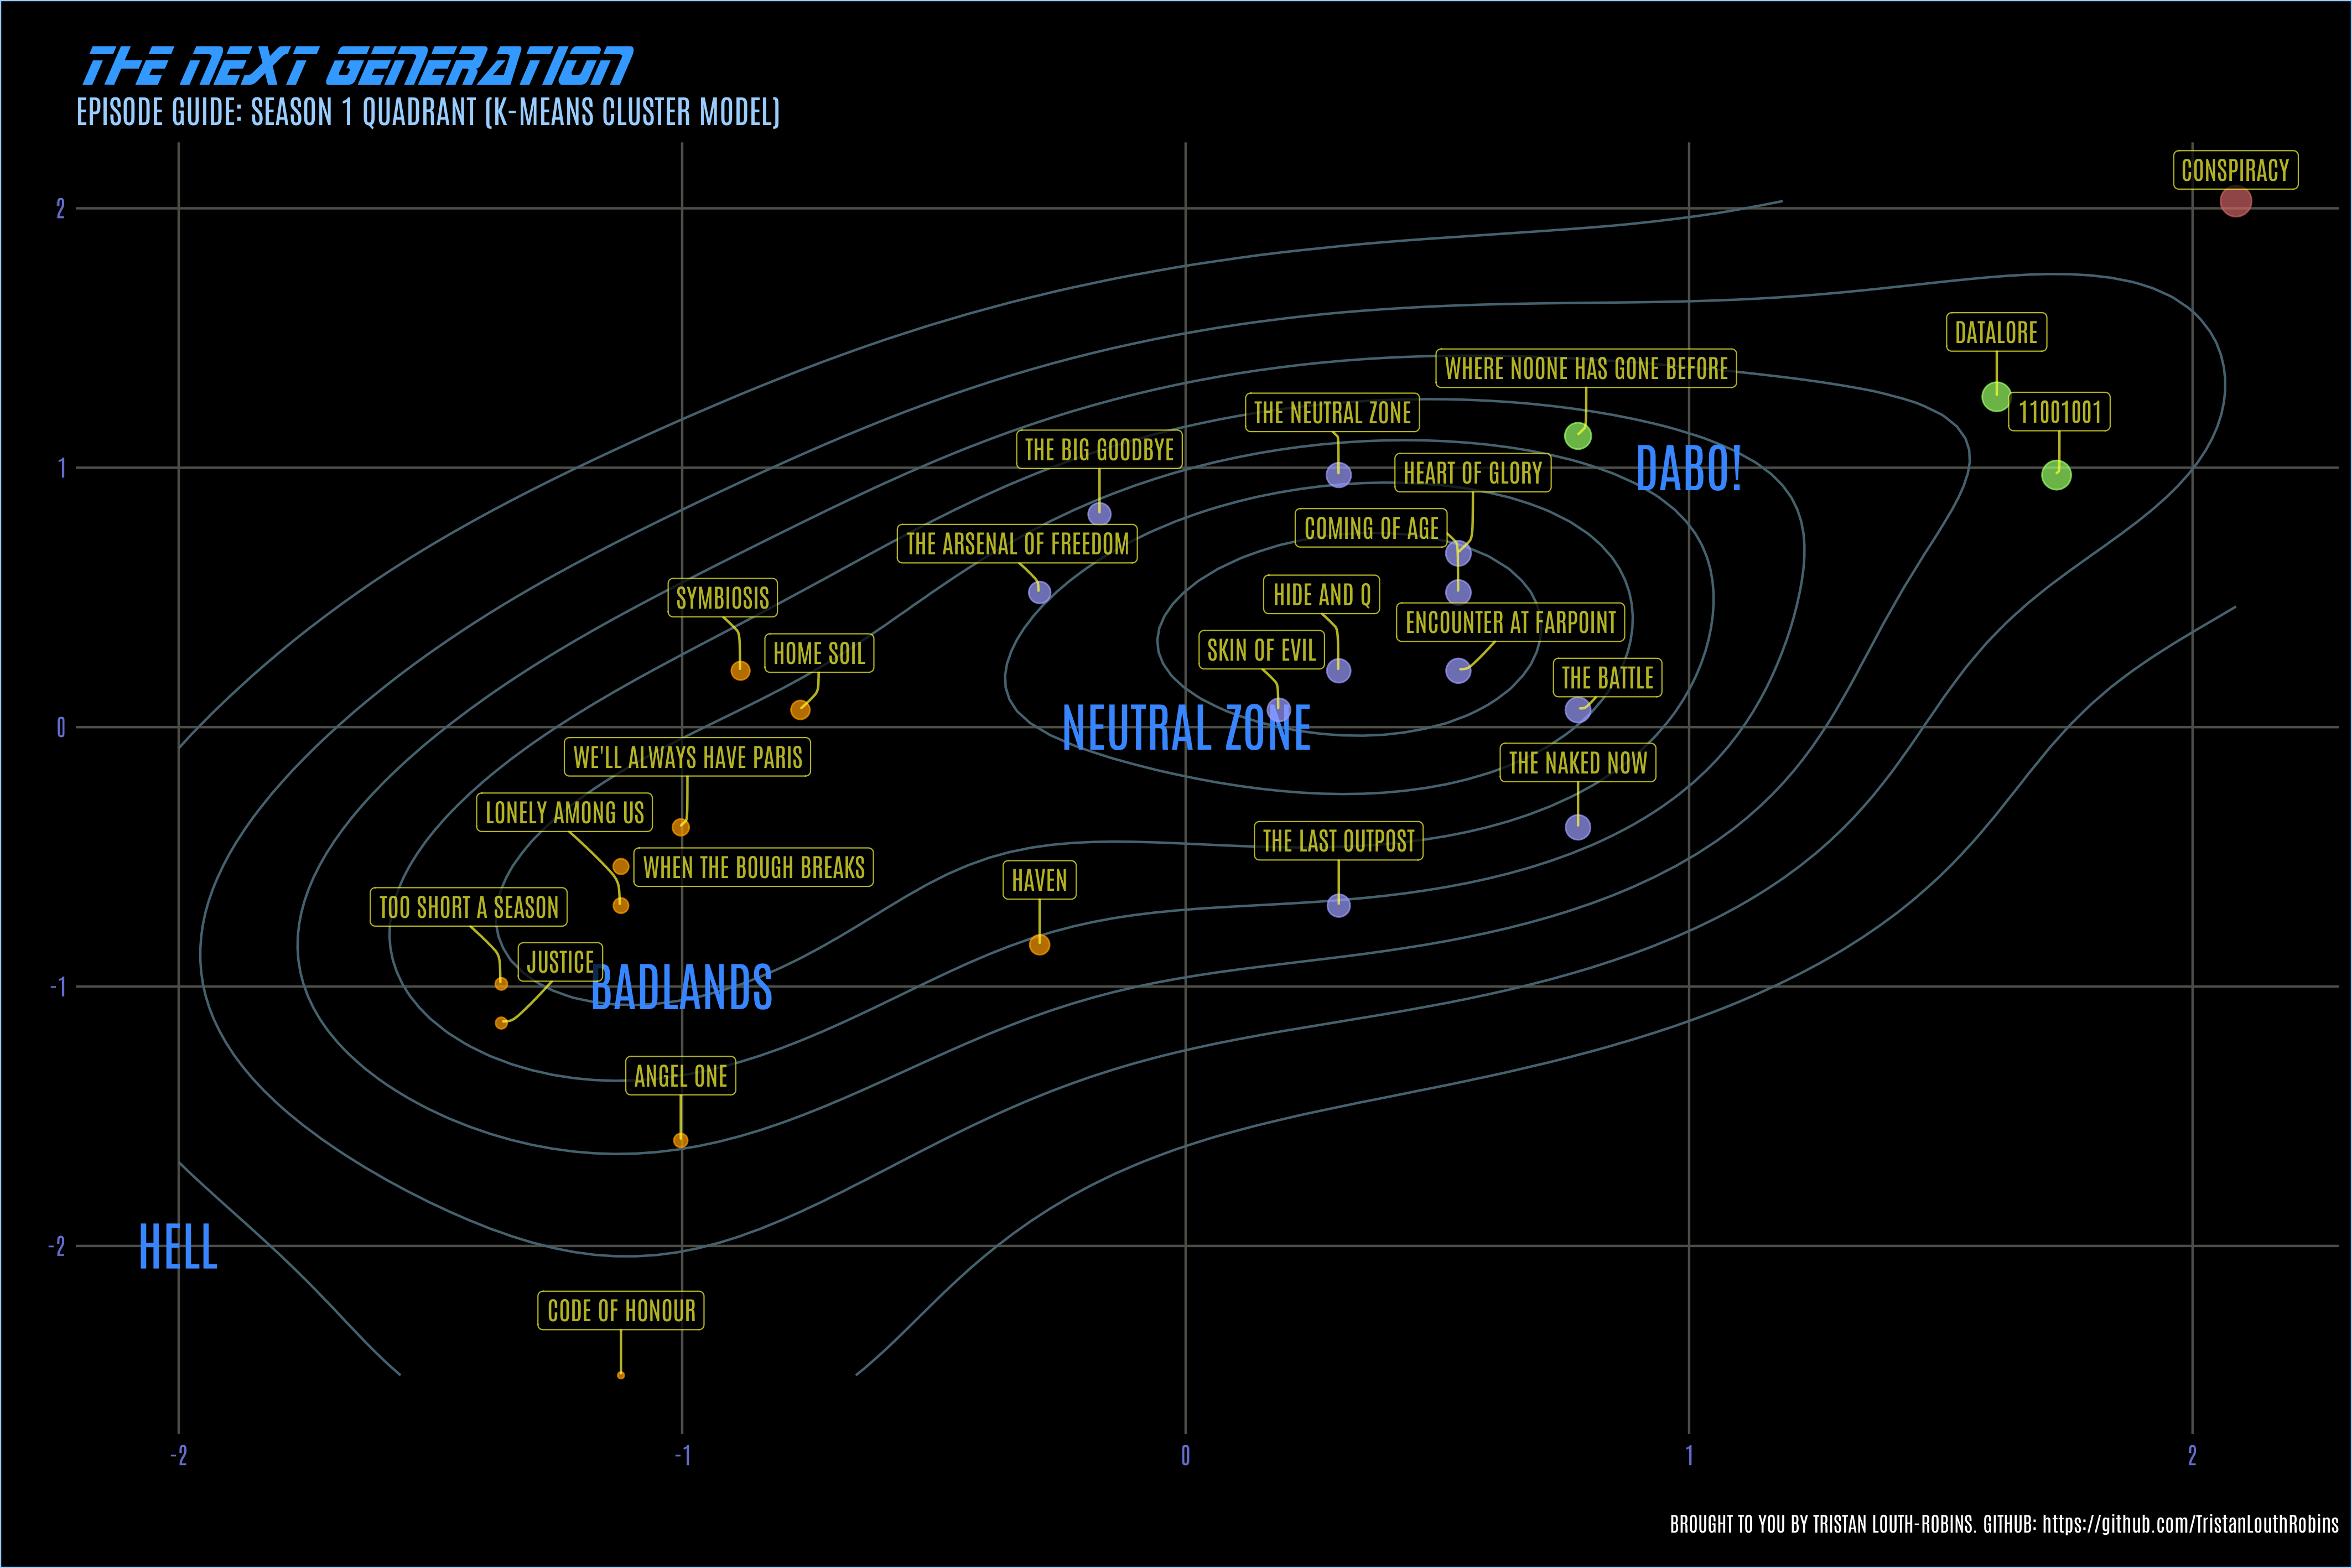 THE NEXT GENERATION
EPISODE GUIDE: SEASON 1 QUADRANT (K-MEANS CLUSTER MODEL)
CONSPIRACY
2
DATALORE
WHERE NOONE HAS GONE BEFORE
THE NEUTRAL ZONE
11001001
THE BIG GOODBYE
1
DABO!
HEART OF GLORY
COMING OF AGE
THE ARSENAL OF FREEDOM
SYMBIOSIS
HIDE AND Q
ENCOUNTER AT FARPOINT
HOME SOIL
SKIN OF EVIL
THE BATTLE
0
NEUTRAL ZONE
WE'LL ALWAYS HAVE PARIS
THE NAKED NOW
LONELY AMONG US
THE LAST OUTPOST
WHEN THE BOUGH BREAKS
HAVEN
TOO SHORT A SEASON
JUSTICE
-1
BADLANDS
ANGEL ONE
-2
HELL
CODE OF HONOUR
-2
-1
0
1
2
BROUGHT TO YOU BY TRISTAN LOUTH-ROBINS. GITHUB: https://github.com/TristanLouthRobins